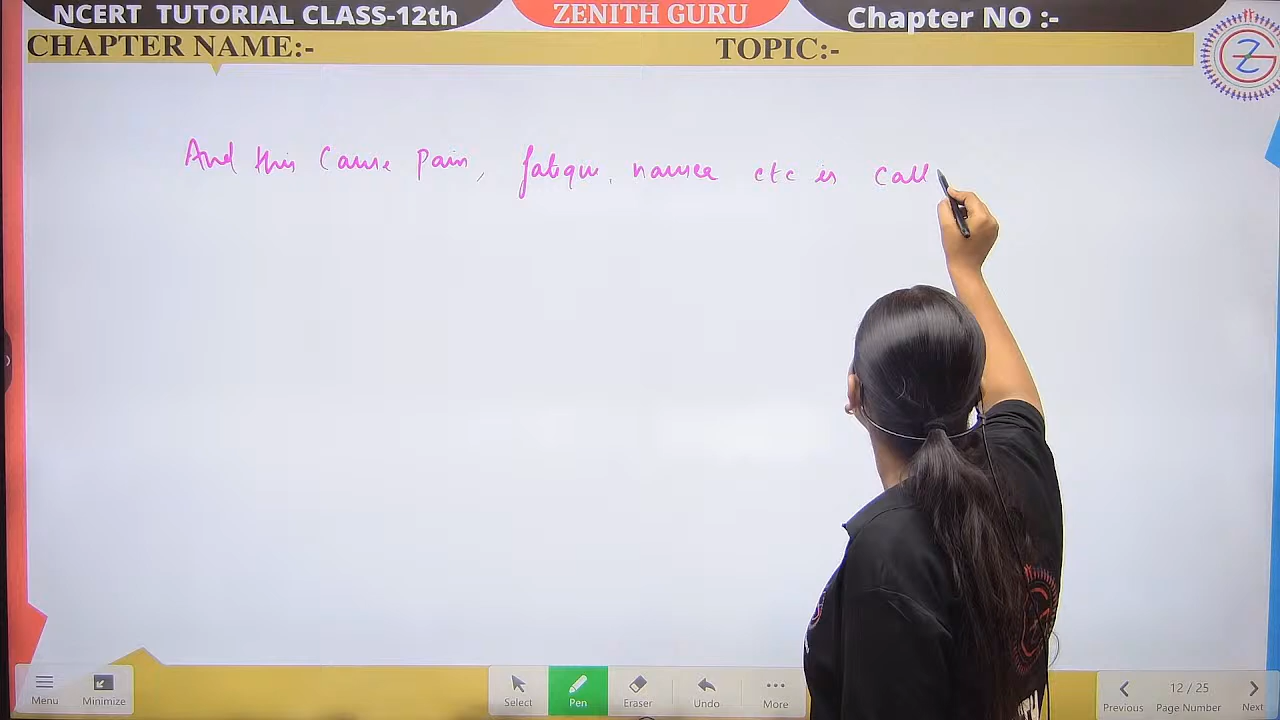 NCERT TUTORIAL CLASS-12th
ZENITH GURU
Chapter NO :-
CHAPTER NAME:-
TOPIC:-
And this Cause pain, fatique, nausea etc is call
Menu
Minimize
Select
Pen
Eraser
Undo
More
Previous
12 / 25
Page Number
Next